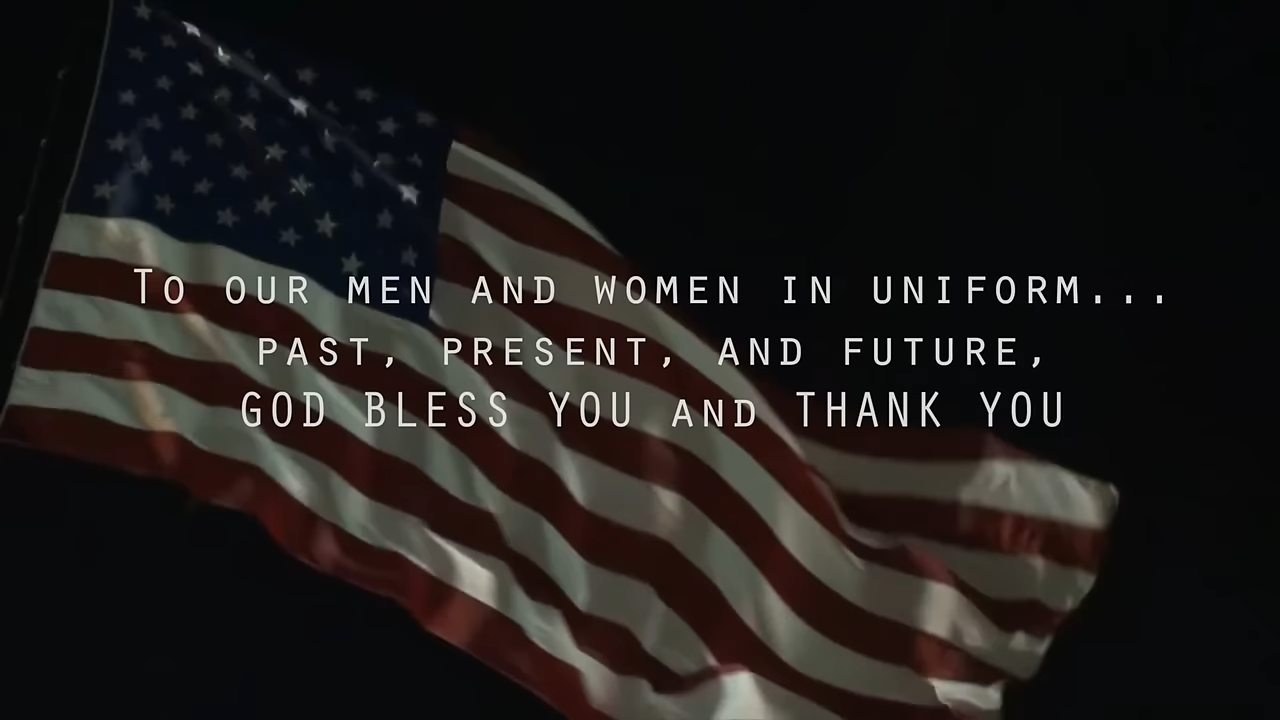 To our men and women in uniform...
past, present, and future,
GOD BLESS YOU and THANK YOU